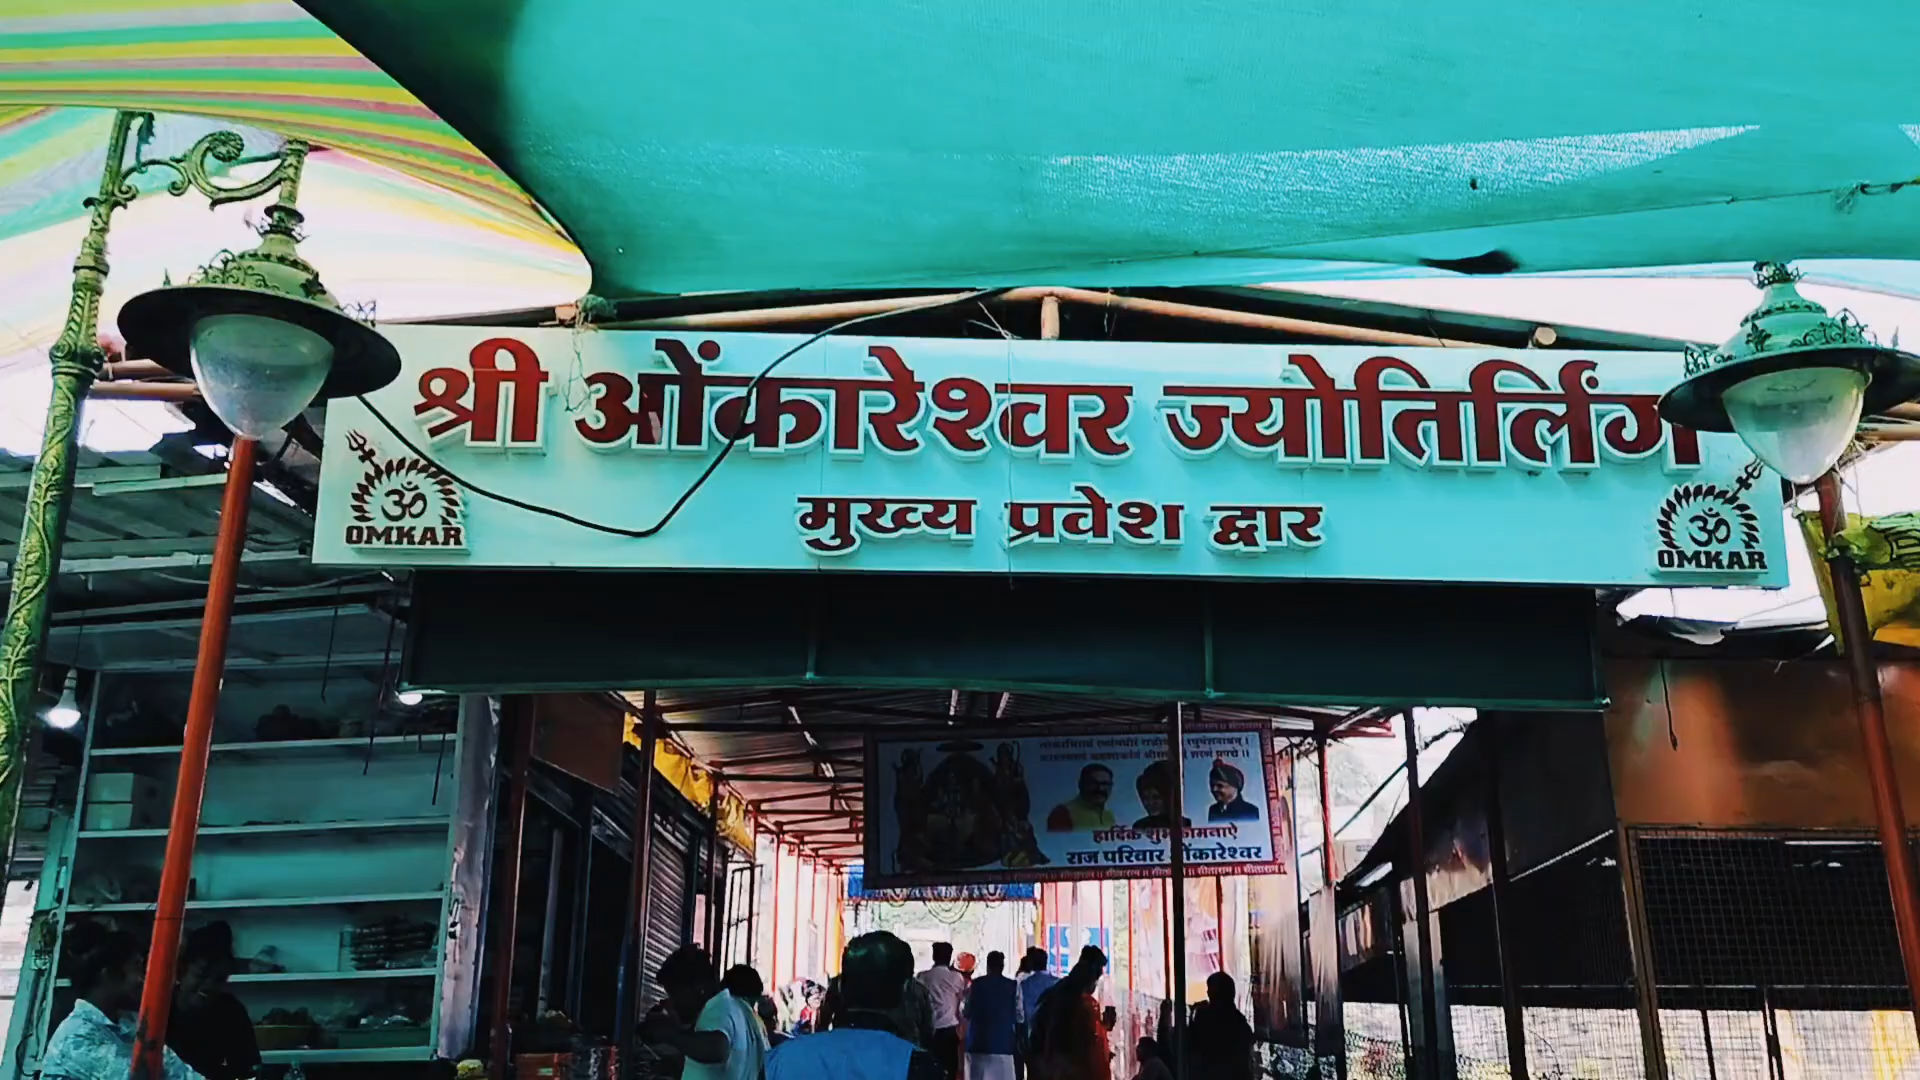 श्री ओंकारेश्वर ज्योतिर्लिंग
मुख्य प्रवेश द्वार
ॐ
OMKAR
ॐ
OMKAR
हार्दिक शुभकामनाऐ
राज परिवार ओंकारेश्वर